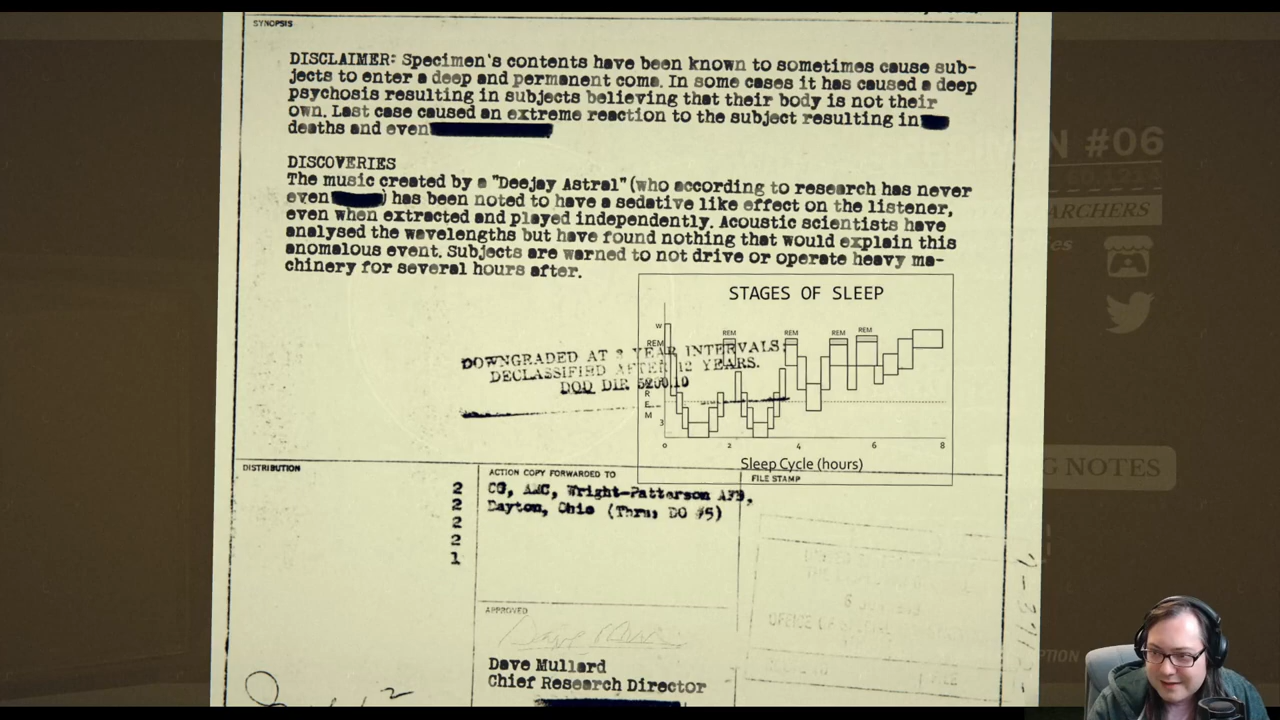 SYNOPSIS
DISCLAIMER: Specimen's contents have been known to sometimes cause sub-
jects to enter a deep and permanent coma. In some cases it has caused a deep
psychosis resulting in subjects believing that their body is not their
own. Last case caused an extreme reaction to the subject resulting in
deaths and even
DISCOVERIES
The music created by a "Deejay Astral" (who according to research has never
even ) has been noted to have a sedative like effect on the listener,
even when extracted and played independently. Acoustic scientists have
analysed the wavelengths but have found nothing that would explain this
anomalous event. Subjects are warned to not drive or operate heavy ma-
chinery for several hours after.
N #06
ARCHERS
es
STAGES OF SLEEP
W
REM
REM REM REM REM
R
E
M
3
0 2 4 6 8
Sleep Cycle (hours)
DOWNGRADED AT 3 YEAR INTERVALS:
DECLASSIFIED AFTER 12 YEARS.
DOD DIR 5200.10
G NOTES
DISTRIBUTION
2
2
2
2
1
ACTION COPY FORWARDED TO
CG, AMC, Wright-Patterson AFB,
Dayton, Ohio (Thru: DO #5)
FILE STAMP
APPROVED
Dave Mullard
Chief Research Director
PTION